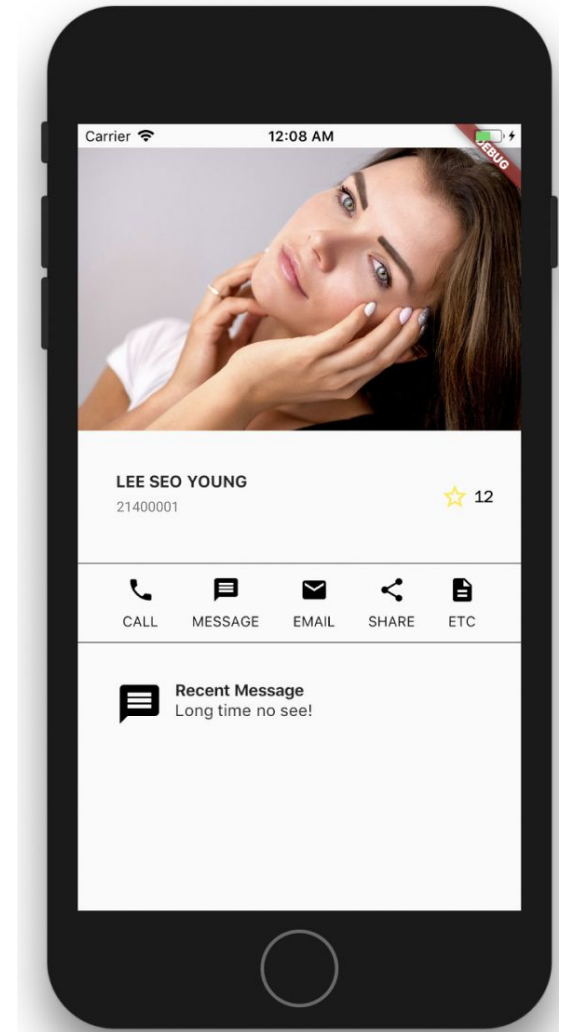 Carrier
12:08 AM
DEBUG
LEE SEO YOUNG
21400001
12
CALL
MESSAGE
EMAIL
SHARE
ETC
Recent Message
Long time no see!